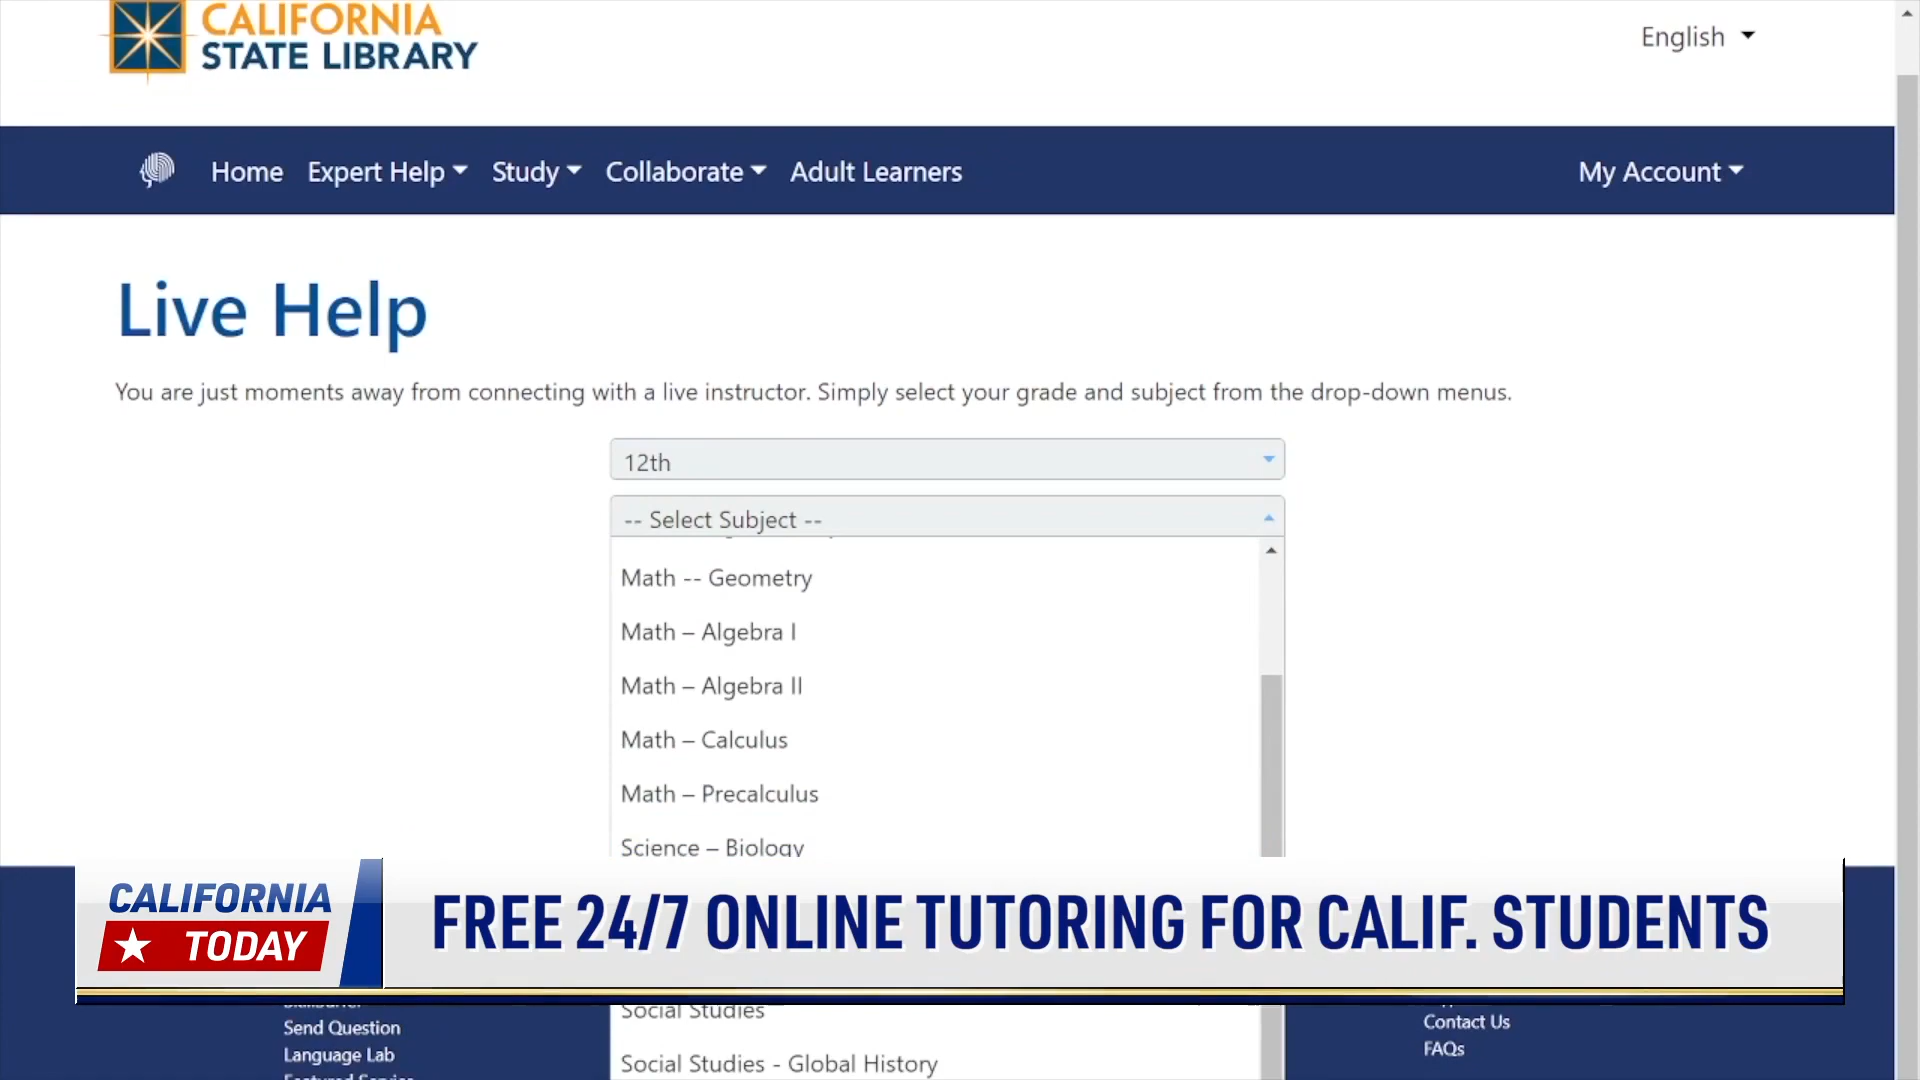 CALIFORNIA
STATE LIBRARY
English
Home Expert Help Study Collaborate Adult Learners My Account
Live Help
You are just moments away from connecting with a live instructor. Simply select your grade and subject from the drop-down menus.
12th
-- Select Subject --
Math -- Geometry
Math – Algebra I
Math – Algebra II
Math – Calculus
Math – Precalculus
Science – Biology
CALIFORNIA
TODAY
FREE 24/7 ONLINE TUTORING FOR CALIF. STUDENTS
Social Studies
Send Question
Contact Us
Language Lab
FAQs
Social Studies - Global History